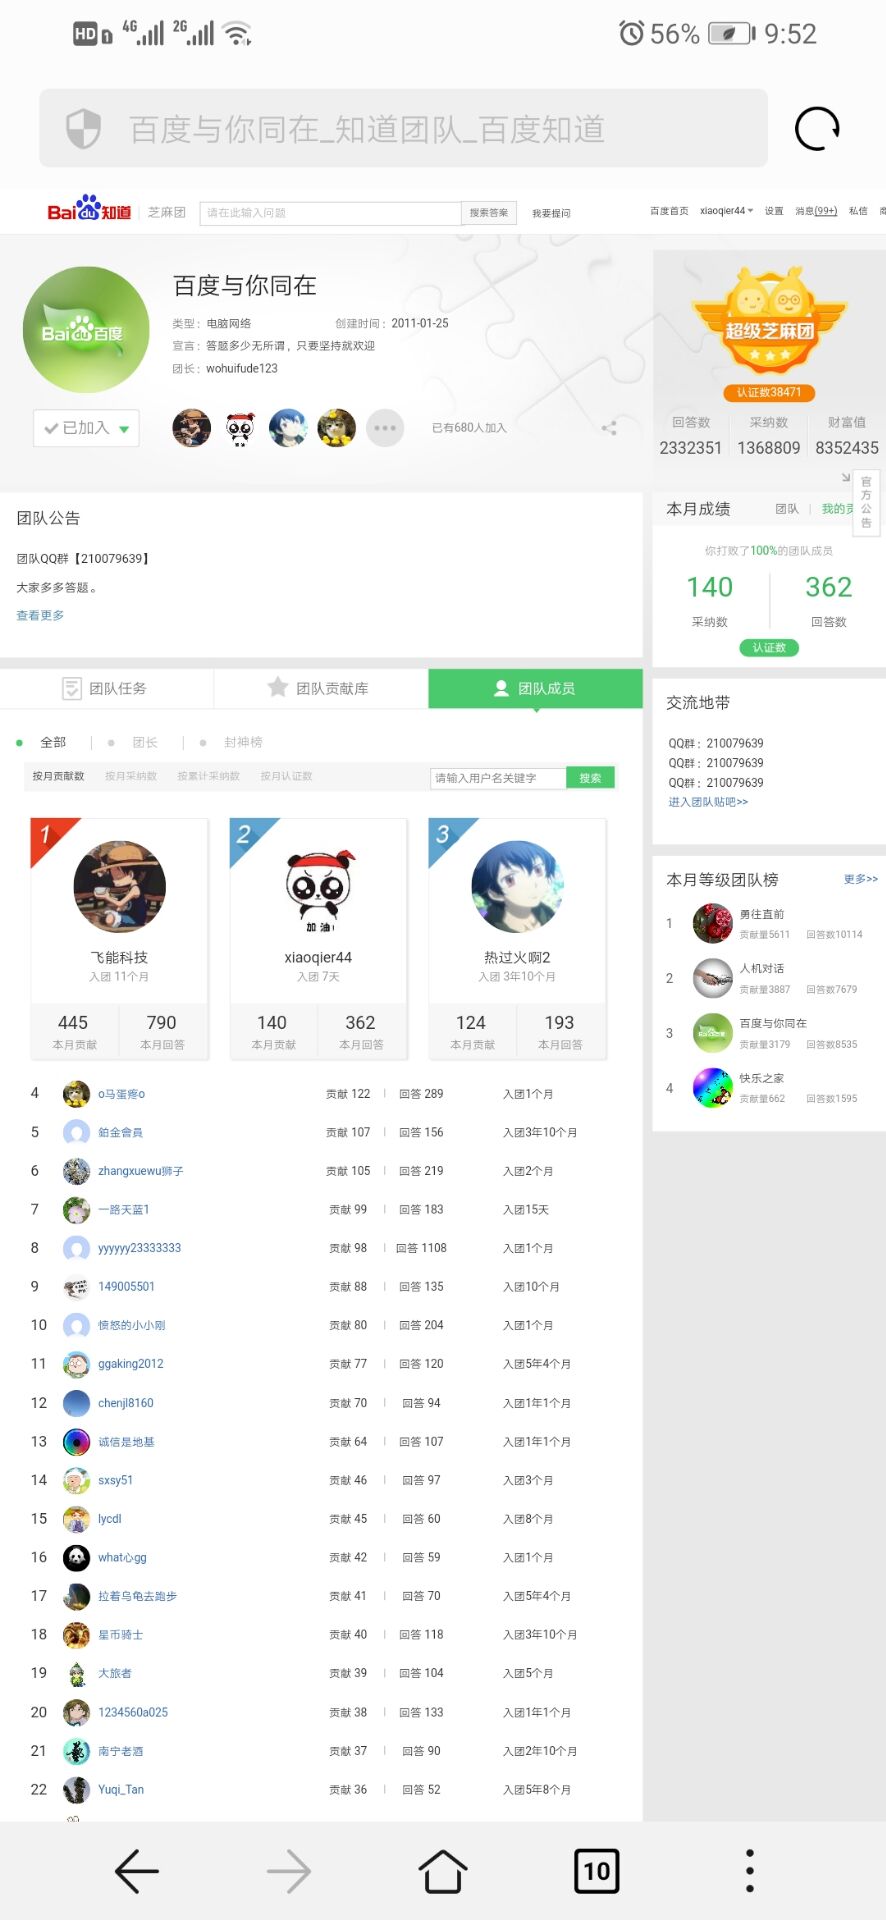 HD 1 4G 2G 56% 9:52
百度与你同在_知道团队_百度知道
Bai du 知道 芝麻团 请在此输入问题 搜索答案 我要提问 百度首页 xiaoqier44 设置 消息(99+) 私信
百度与你同在
类型：电脑网络 创建时间：2011-01-25
宣言：答题多少无所谓，只要坚持就欢迎
团长：wohuifude123
Bai du 百度
已加入
已有680人加入
超级芝麻团
认证数38471
回答数 采纳数 财富值
2332351 1368809 8352435
官方公告
团队公告
团队QQ群【210079639】
大家多多答题。
查看更多
本月成绩 团队 我的贡
你打败了100%的团队成员
140 362
采纳数 回答数
认证数
团队任务 团队贡献库 团队成员
全部 团长 封神榜
按月贡献数 按月采纳数 按累计采纳数 按月认证数 请输入用户名关键字 搜索
1
飞能科技
入团 11个月
445 790
本月贡献 本月回答
2
加油!
xiaoqier44
入团 7天
140 362
本月贡献 本月回答
3
热过火啊2
入团 3年10个月
124 193
本月贡献 本月回答
4 o马蛋疼o 贡献 122 回答 289 入团1个月
5 鉑金會員 贡献 107 回答 156 入团3年10个月
6 zhangxuewu狮子 贡献 105 回答 219 入团2个月
7 一路天蓝1 贡献 99 回答 183 入团15天
8 yyyyyy23333333 贡献 98 回答 1108 入团1个月
9 149005501 贡献 88 回答 135 入团10个月
10 愤怒的小小刚 贡献 80 回答 204 入团1个月
11 ggaking2012 贡献 77 回答 120 入团5年4个月
12 chenjl8160 贡献 70 回答 94 入团1年1个月
13 诚信是地基 贡献 64 回答 107 入团1年1个月
14 sxsy51 贡献 46 回答 97 入团3个月
15 lycdl 贡献 45 回答 60 入团8个月
16 what心gg 贡献 42 回答 59 入团1个月
17 拉着乌龟去跑步 贡献 41 回答 70 入团5年4个月
18 星币骑士 贡献 40 回答 118 入团3年10个月
19 大旅者 贡献 39 回答 104 入团5个月
20 1234560a025 贡献 38 回答 133 入团1年1个月
21 南宁老酒 贡献 37 回答 90 入团2年10个月
22 Yuqi_Tan 贡献 36 回答 52 入团5年8个月
交流地带
QQ群：210079639
QQ群：210079639
QQ群：210079639
进入团队贴吧>>
本月等级团队榜 更多>>
1 勇往直前
贡献量5611 回答数10114
2 人机对话
贡献量3887 回答数7679
3 百度与你同在
贡献量3179 回答数8535
4 快乐之家
贡献量662 回答数1595
10